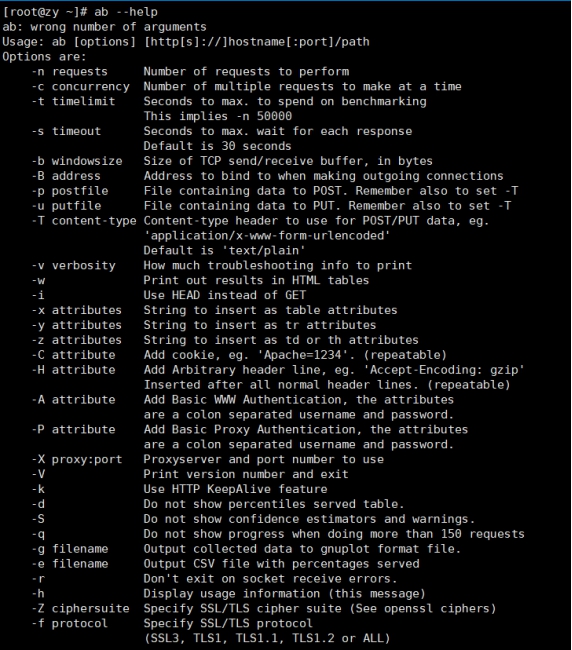 [root@zy ~]# ab --help
ab: wrong number of arguments
Usage: ab [options] [http[s]://]hostname[:port]/path
Options are:
    -n requests     Number of requests to perform
    -c concurrency  Number of multiple requests to make at a time
    -t timelimit    Seconds to max. to spend on benchmarking
                    This implies -n 50000
    -s timeout      Seconds to max. wait for each response
                    Default is 30 seconds
    -b windowsize   Size of TCP send/receive buffer, in bytes
    -B address      Address to bind to when making outgoing connections
    -p postfile     File containing data to POST. Remember also to set -T
    -u putfile      File containing data to PUT. Remember also to set -T
    -T content-type Content-type header to use for POST/PUT data, eg.
                    'application/x-www-form-urlencoded'
                    Default is 'text/plain'
    -v verbosity    How much troubleshooting info to print
    -w              Print out results in HTML tables
    -i              Use HEAD instead of GET
    -x attributes   String to insert as table attributes
    -y attributes   String to insert as tr attributes
    -z attributes   String to insert as td or th attributes
    -C attribute    Add cookie, eg. 'Apache=1234'. (repeatable)
    -H attribute    Add Arbitrary header line, eg. 'Accept-Encoding: gzip'
                    Inserted after all normal header lines. (repeatable)
    -A attribute    Add Basic WWW Authentication, the attributes
                    are a colon separated username and password.
    -P attribute    Add Basic Proxy Authentication, the attributes
                    are a colon separated username and password.
    -X proxy:port   Proxyserver and port number to use
    -V              Print version number and exit
    -k              Use HTTP KeepAlive feature
    -d              Do not show percentiles served table.
    -S              Do not show confidence estimators and warnings.
    -q              Do not show progress when doing more than 150 requests
    -g filename     Output collected data to gnuplot format file.
    -e filename     Output CSV file with percentages served
    -r              Don't exit on socket receive errors.
    -h              Display usage information (this message)
    -Z ciphersuite  Specify SSL/TLS cipher suite (See openssl ciphers)
    -f protocol     Specify SSL/TLS protocol
                    (SSL3, TLS1, TLS1.1, TLS1.2 or ALL)